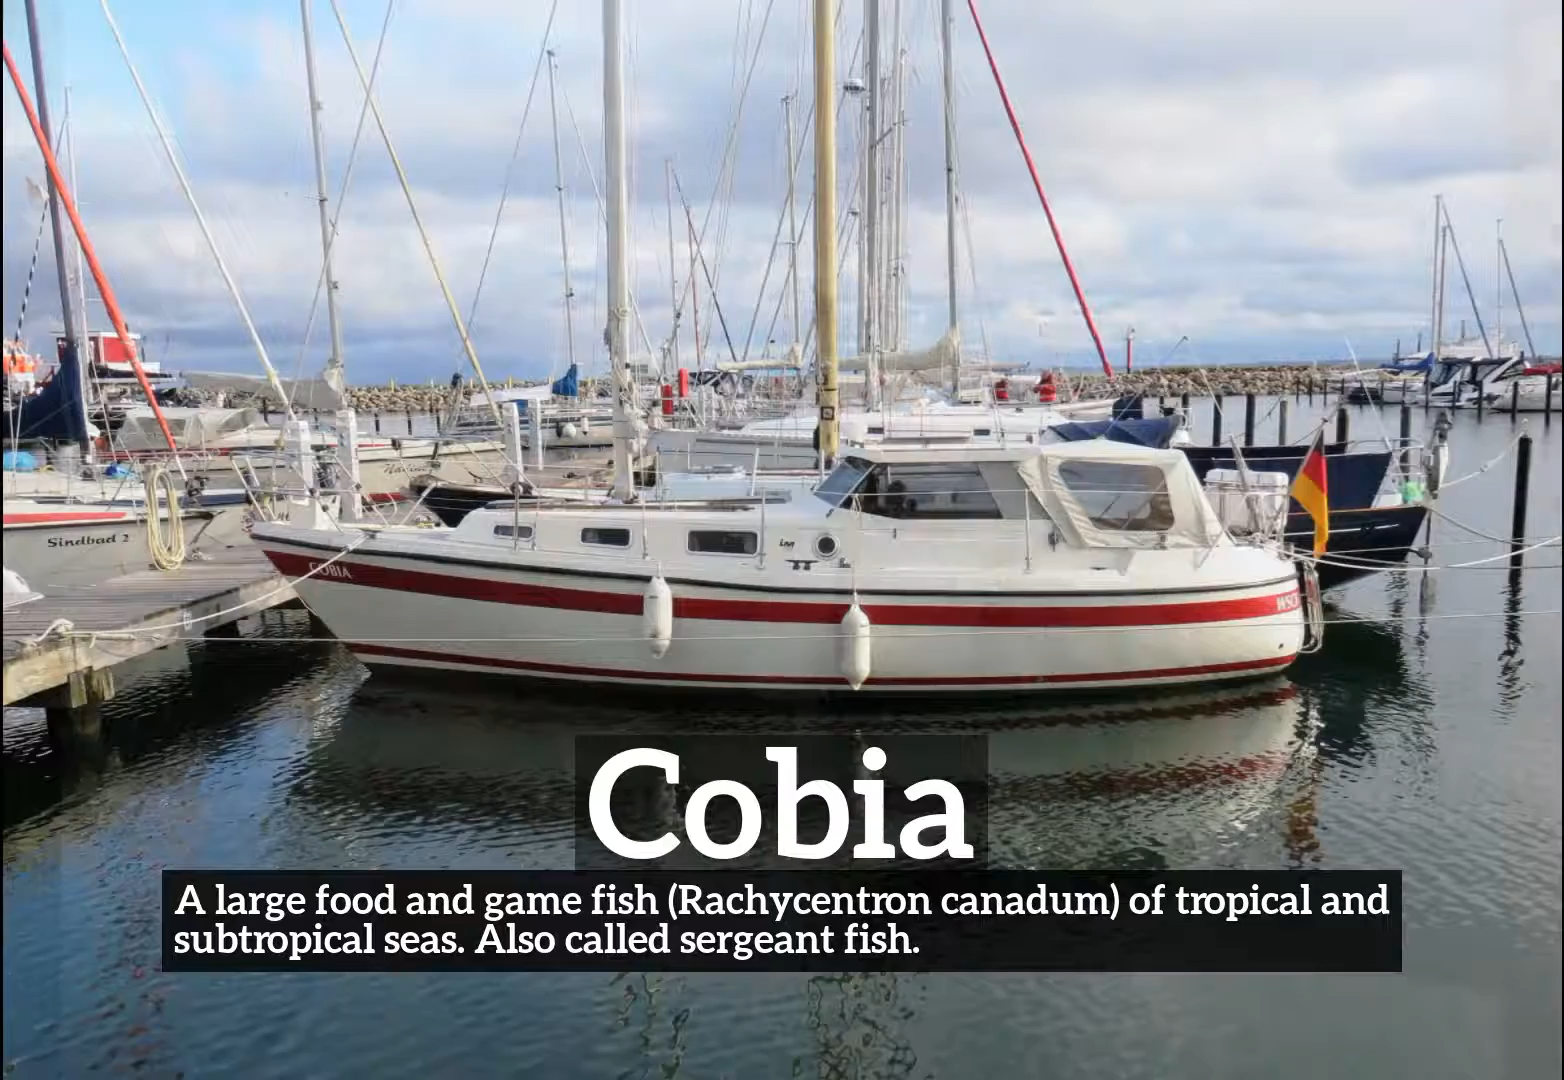 Sindbad 2
COBIA
Cobia
A large food and game fish (Rachycentron canadum) of tropical and
subtropical seas. Also called sergeant fish.